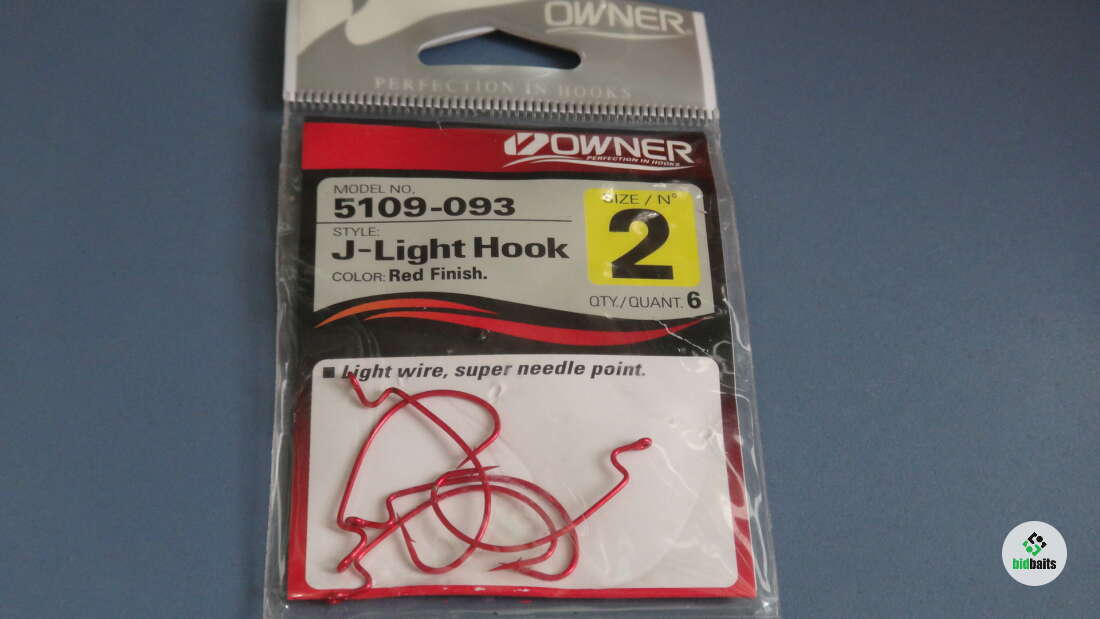 OWNER
PERFECTION IN HOOKS
OWNER
PERFECTION IN HOOKS
MODEL NO,
5109-093
STYLE:
J-Light Hook
COLOR: Red Finish.
SIZE / N°
2
QTY./QUANT. 6
■ Light wire, super needle point.
bidbaits